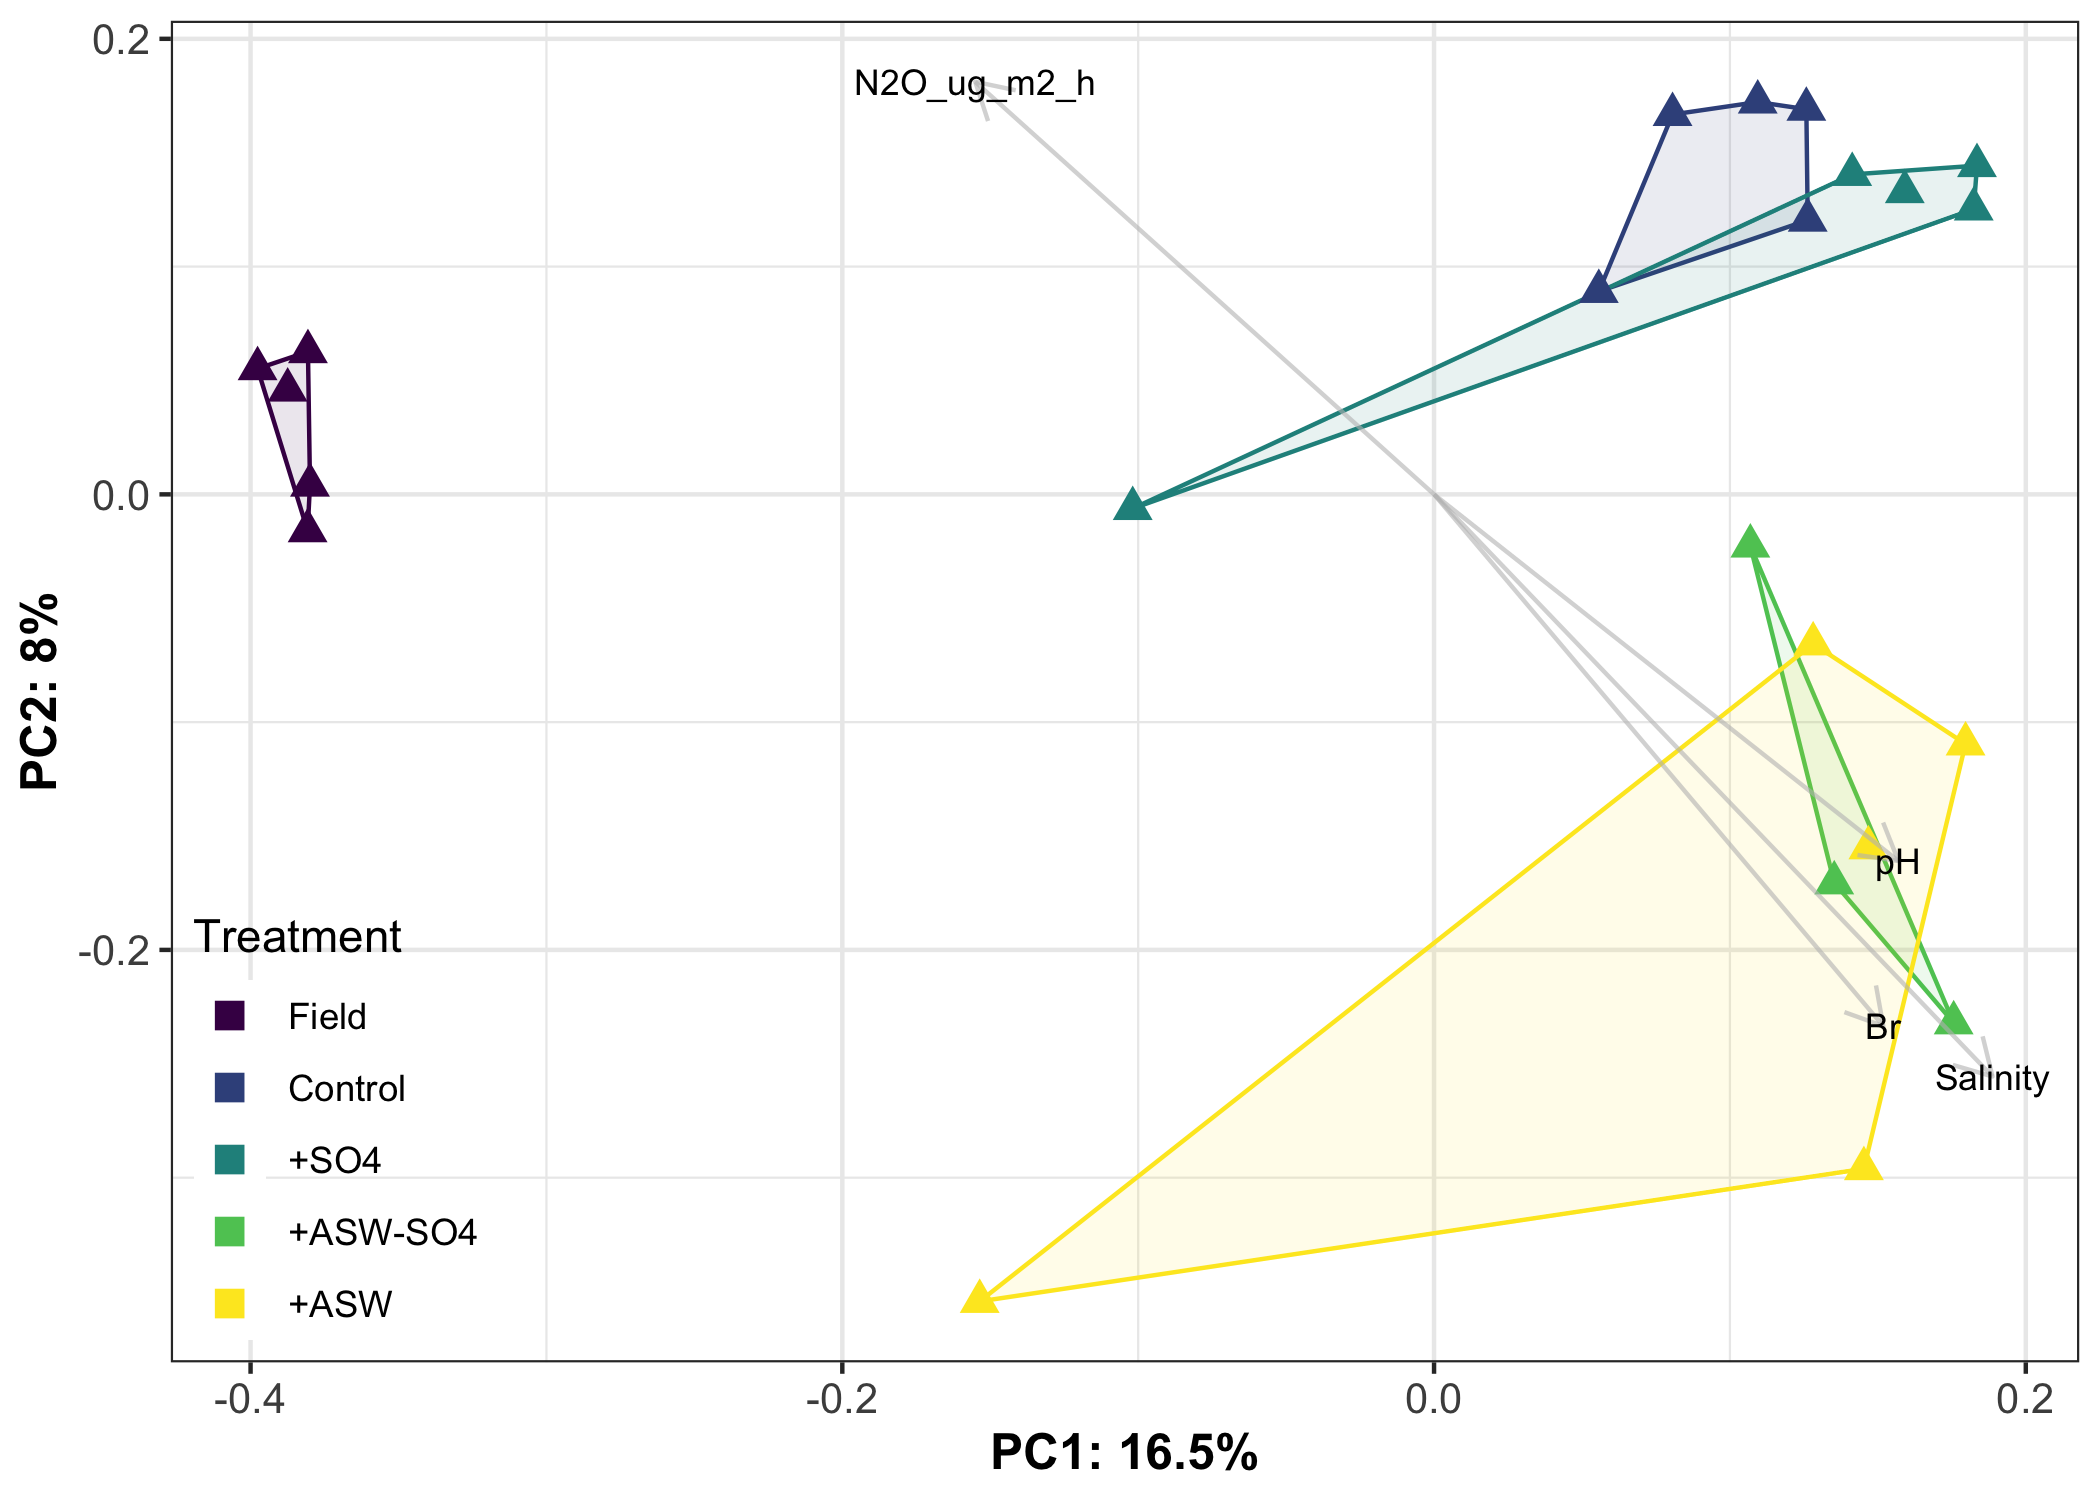 0.2
0.0
-0.2
PC2: 8%
N2O_ug_m2_h
pH
Br
Salinity
Treatment
Field
Control
+SO4
+ASW-SO4
+ASW
-0.4
-0.2
0.0
0.2
PC1: 16.5%